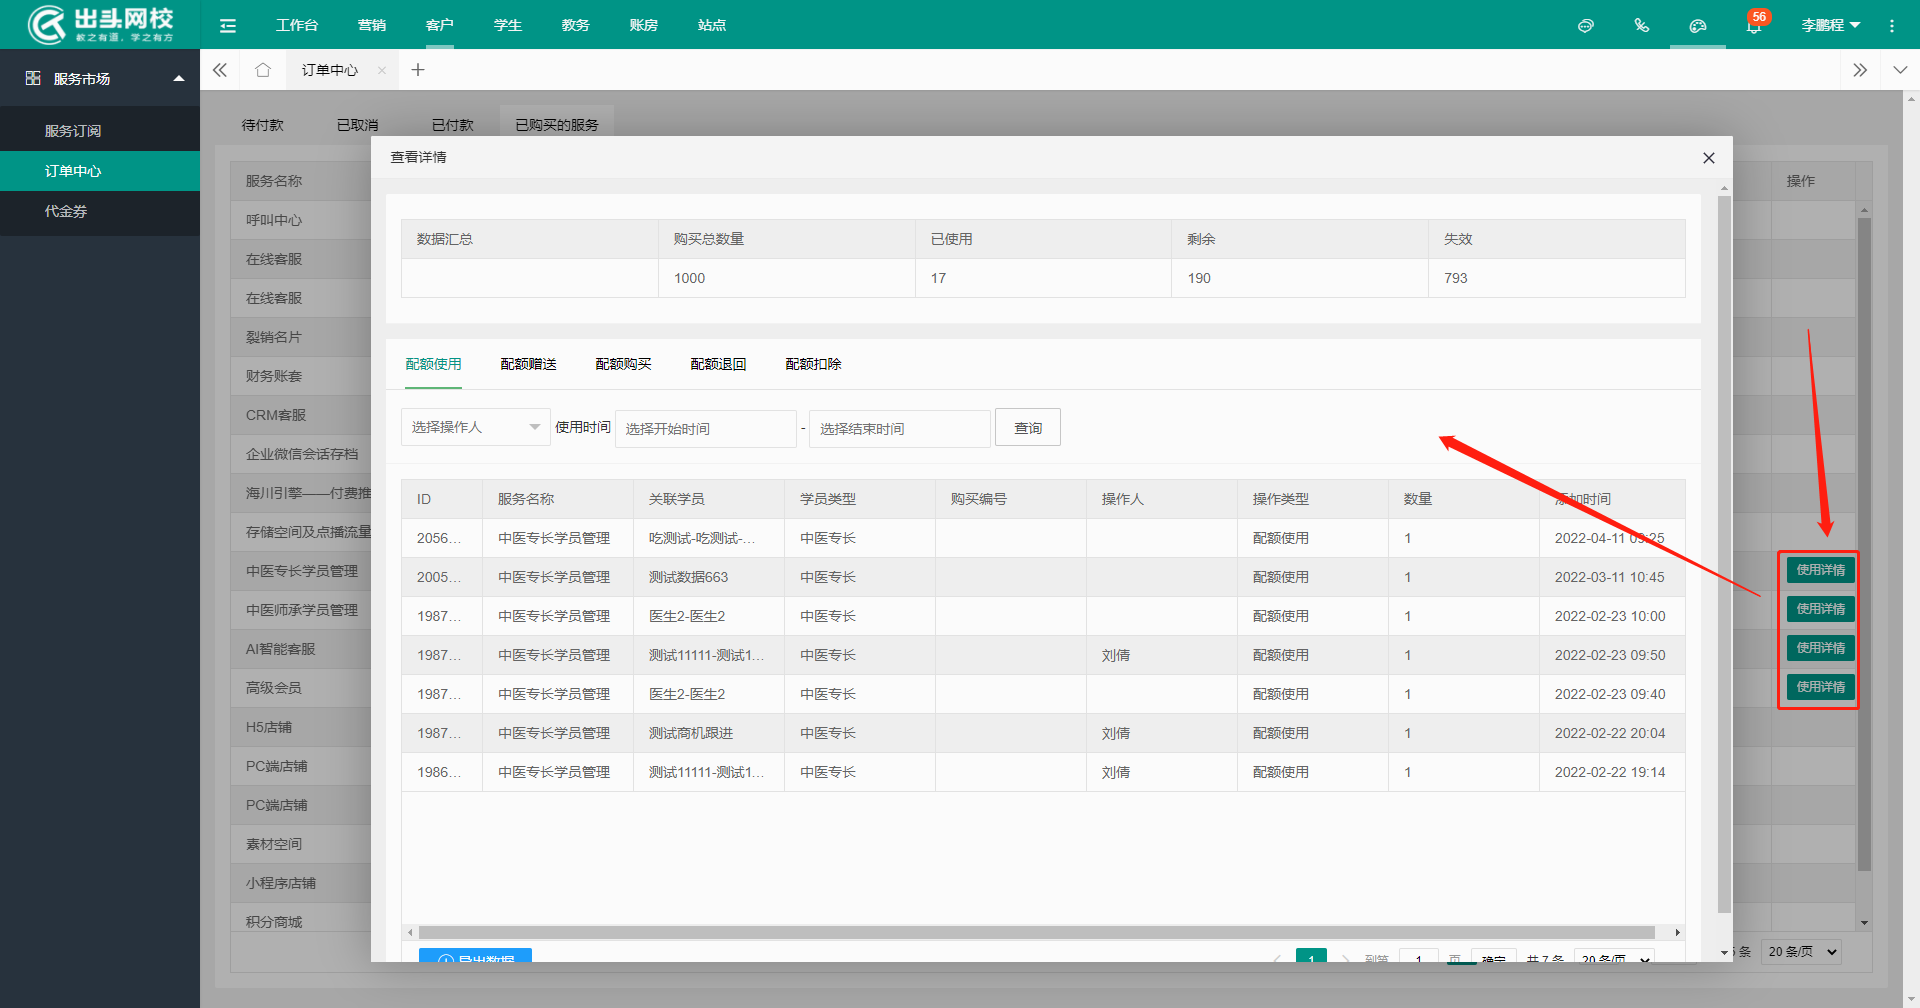 出头网校
教之有道，学之有方
工作台 营销 客户 学生 教务 账房 站点
56
李鹏程
服务市场
服务订阅
订单中心
代金券
订单中心
待付款 已取消 已付款 已购买的服务
服务名称 操作
呼叫中心
在线客服
在线客服
裂销名片
财务账套
CRM客服
企业微信会话存档
海川引擎——付费推
存储空间及点播流量
中医专长学员管理 使用详情
中医师承学员管理 使用详情
AI智能客服 使用详情
高级会员 使用详情
H5店铺
PC端店铺
PC端店铺
素材空间
小程序店铺
积分商城
条 20 条/页
查看详情
数据汇总 购买总数量 已使用 剩余 失效
1000 17 190 793
配额使用 配额赠送 配额购买 配额退回 配额扣除
选择操作人 使用时间 选择开始时间 - 选择结束时间 查询
ID 服务名称 关联学员 学员类型 购买编号 操作人 操作类型 数量 添加时间
2056... 中医专长学员管理 吃测试-吃测试-... 中医专长 配额使用 1 2022-04-11 09:25
2005... 中医专长学员管理 测试数据663 中医专长 配额使用 1 2022-03-11 10:45
1987... 中医专长学员管理 医生2-医生2 中医专长 配额使用 1 2022-02-23 10:00
1987... 中医专长学员管理 测试11111-测试1... 中医专长 刘倩 配额使用 1 2022-02-23 09:50
1987... 中医专长学员管理 医生2-医生2 中医专长 配额使用 1 2022-02-23 09:40
1987... 中医专长学员管理 测试商机跟进 中医专长 刘倩 配额使用 1 2022-02-22 20:04
1986... 中医专长学员管理 测试11111-测试1... 中医专长 刘倩 配额使用 1 2022-02-22 19:14
导出数据 1 到第 1 页 确定 共 7 条 20 条/页